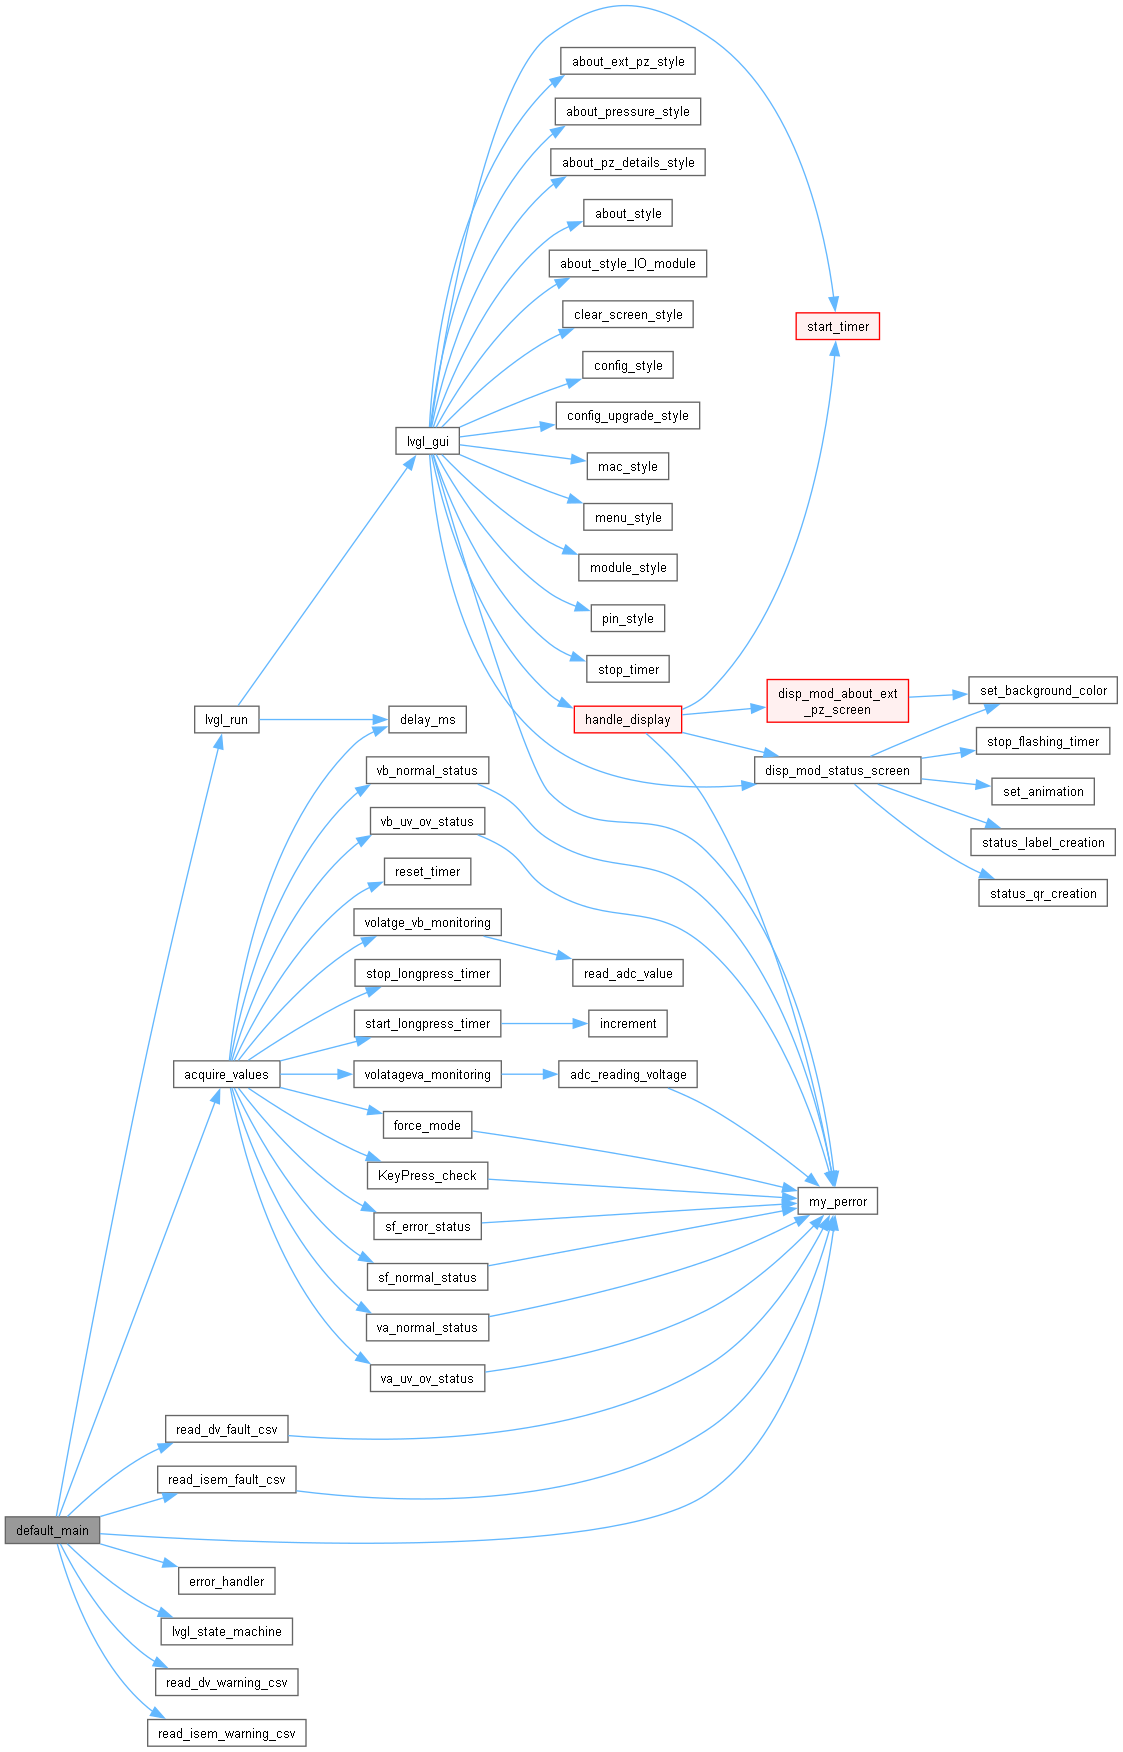 about_ext_pz_style
about_pressure_style
about_pz_details_style
about_style
about_style_IO_module
clear_screen_style
start_timer
config_style
config_upgrade_style
lvgl_gui
mac_style
menu_style
module_style
pin_style
stop_timer
disp_mod_about_ext
_pz_screen
set_background_color
lvgl_run
delay_ms
handle_display
stop_flashing_timer
vb_normal_status
disp_mod_status_screen
set_animation
vb_uv_ov_status
status_label_creation
reset_timer
status_qr_creation
volatge_vb_monitoring
stop_longpress_timer
read_adc_value
start_longpress_timer
increment
acquire_values
volatageva_monitoring
adc_reading_voltage
force_mode
KeyPress_check
my_perror
sf_error_status
sf_normal_status
va_normal_status
va_uv_ov_status
read_dv_fault_csv
read_isem_fault_csv
default_main
error_handler
lvgl_state_machine
read_dv_warning_csv
read_isem_warning_csv